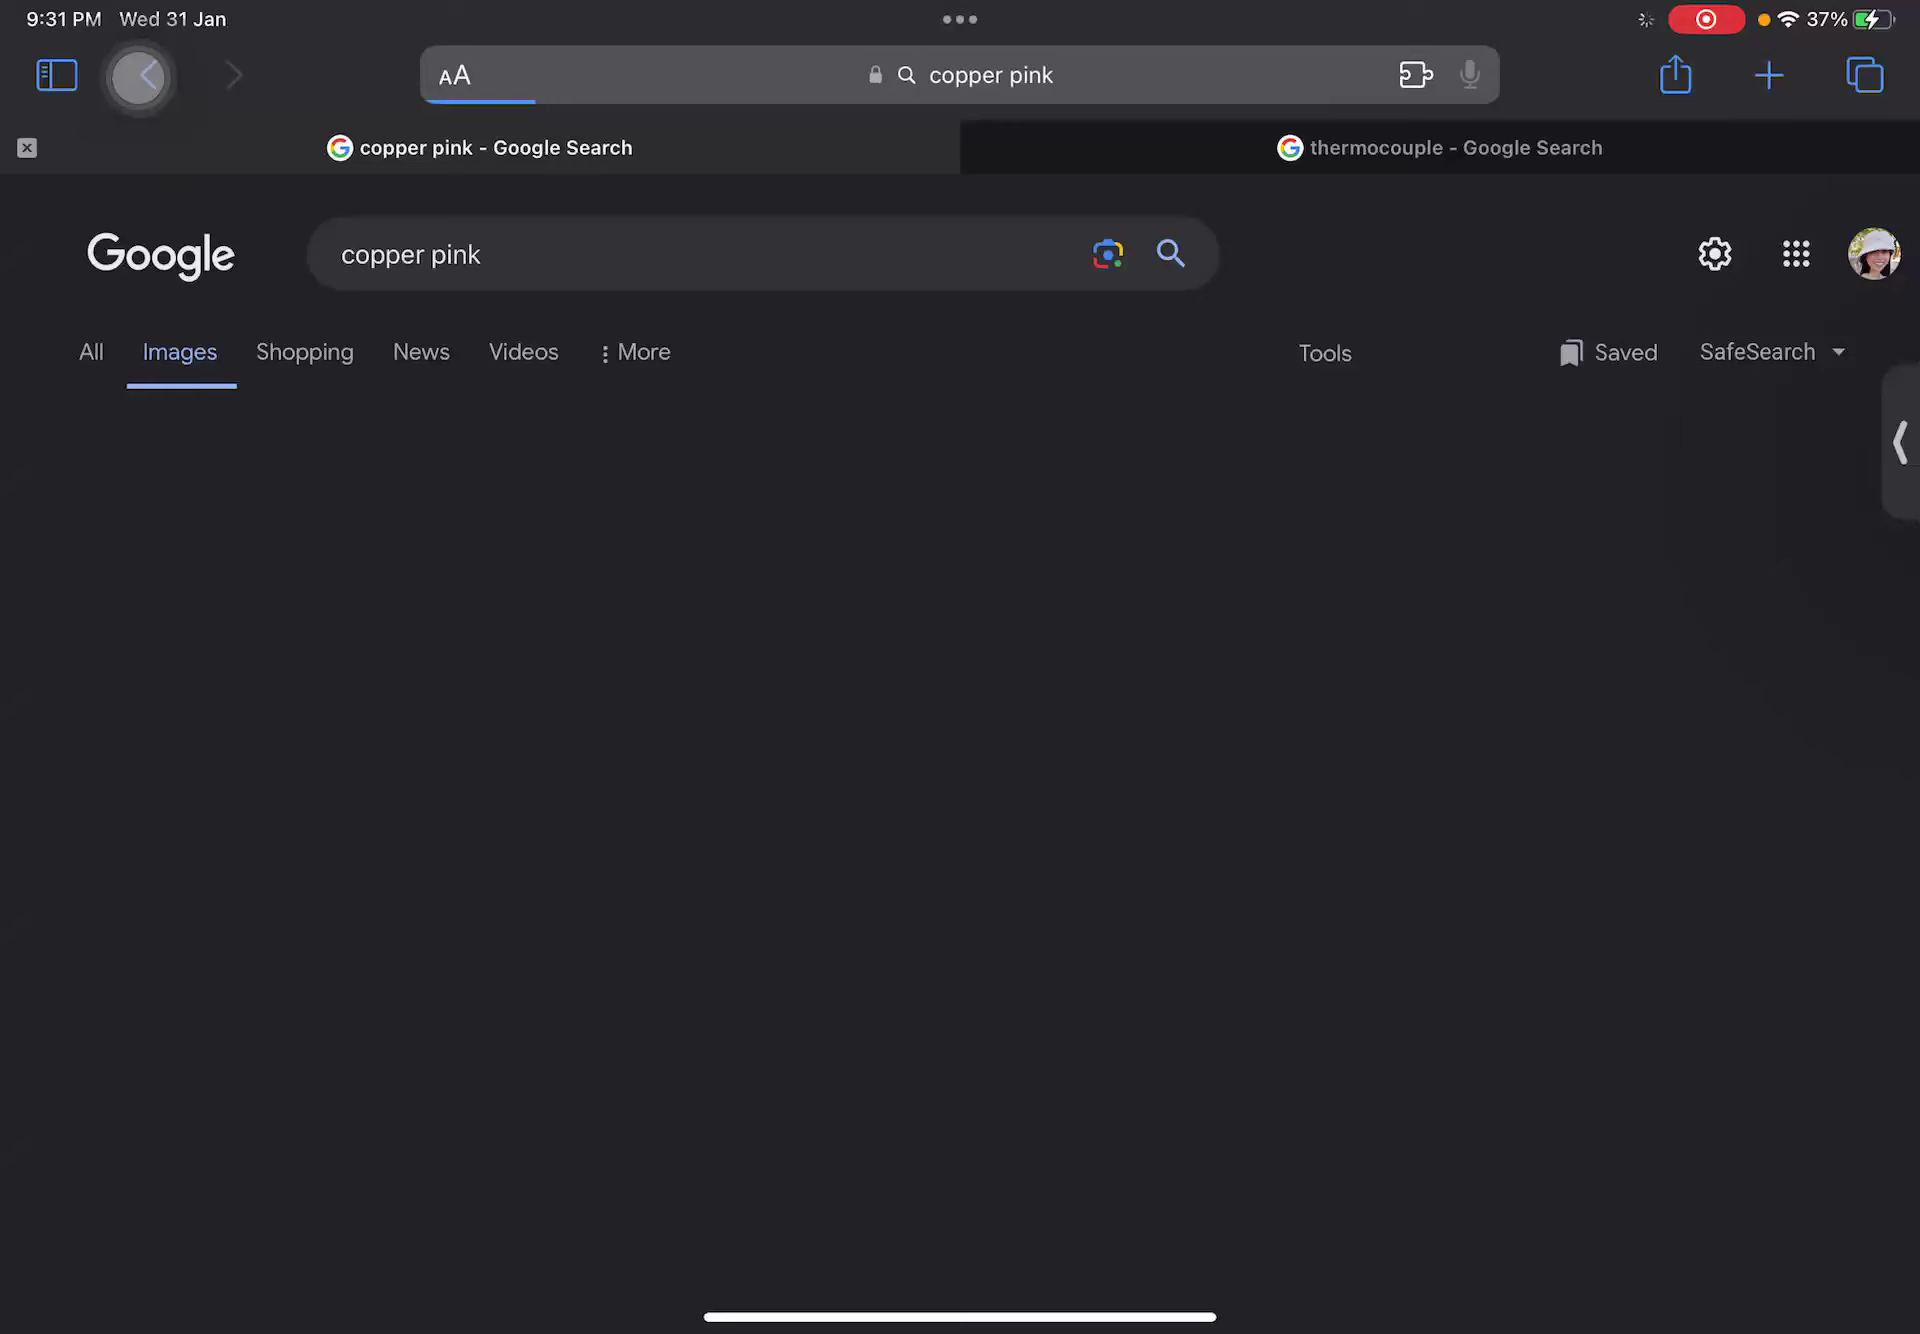 9:31 PM Wed 31 Jan
37%
AA
copper pink
copper pink - Google Search
thermocouple - Google Search
Google
copper pink
All
Images
Shopping
News
Videos
More
Tools
Saved
SafeSearch